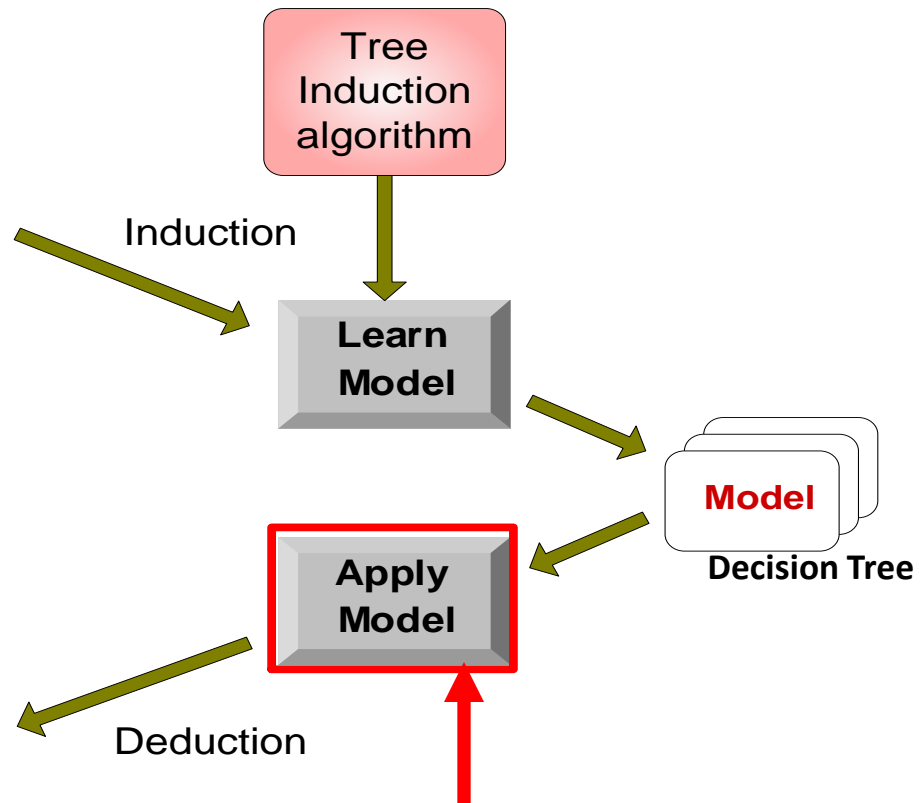 Tree
Induction
algorithm
Induction
Learn
Model
Model
Decision Tree
Apply
Model
Deduction